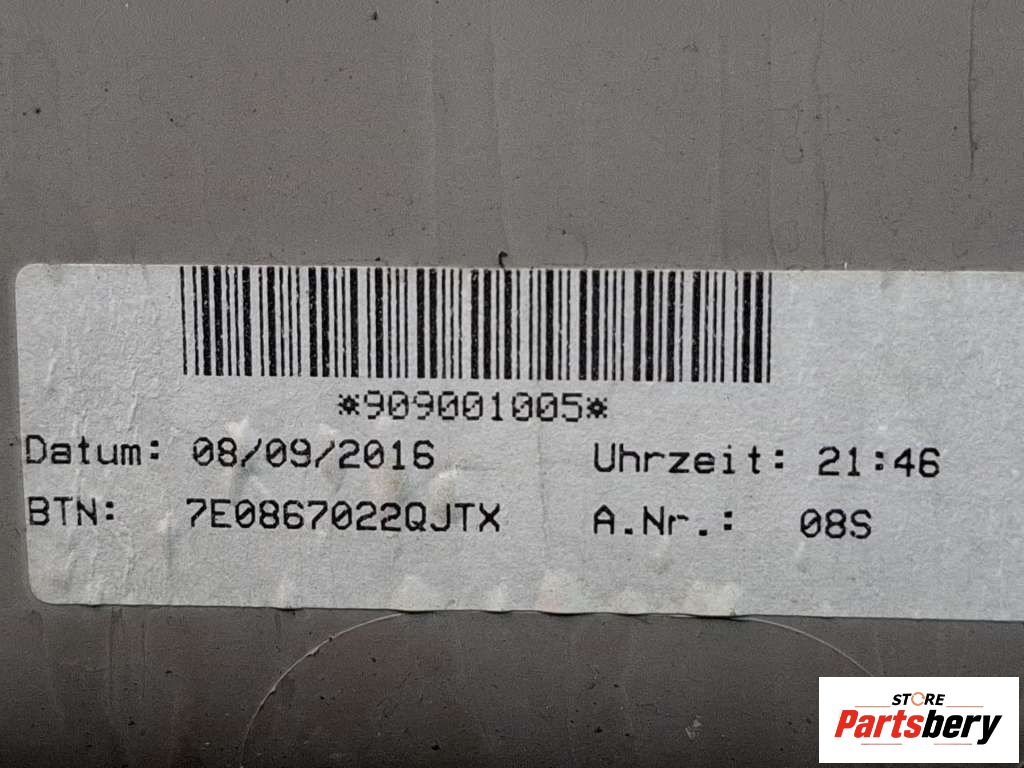 *909001005*
Datum: 08/09/2016 Uhrzeit: 21:46
BTN: 7E0867022QJTX A.Nr.: 08S
STORE
Partsbery